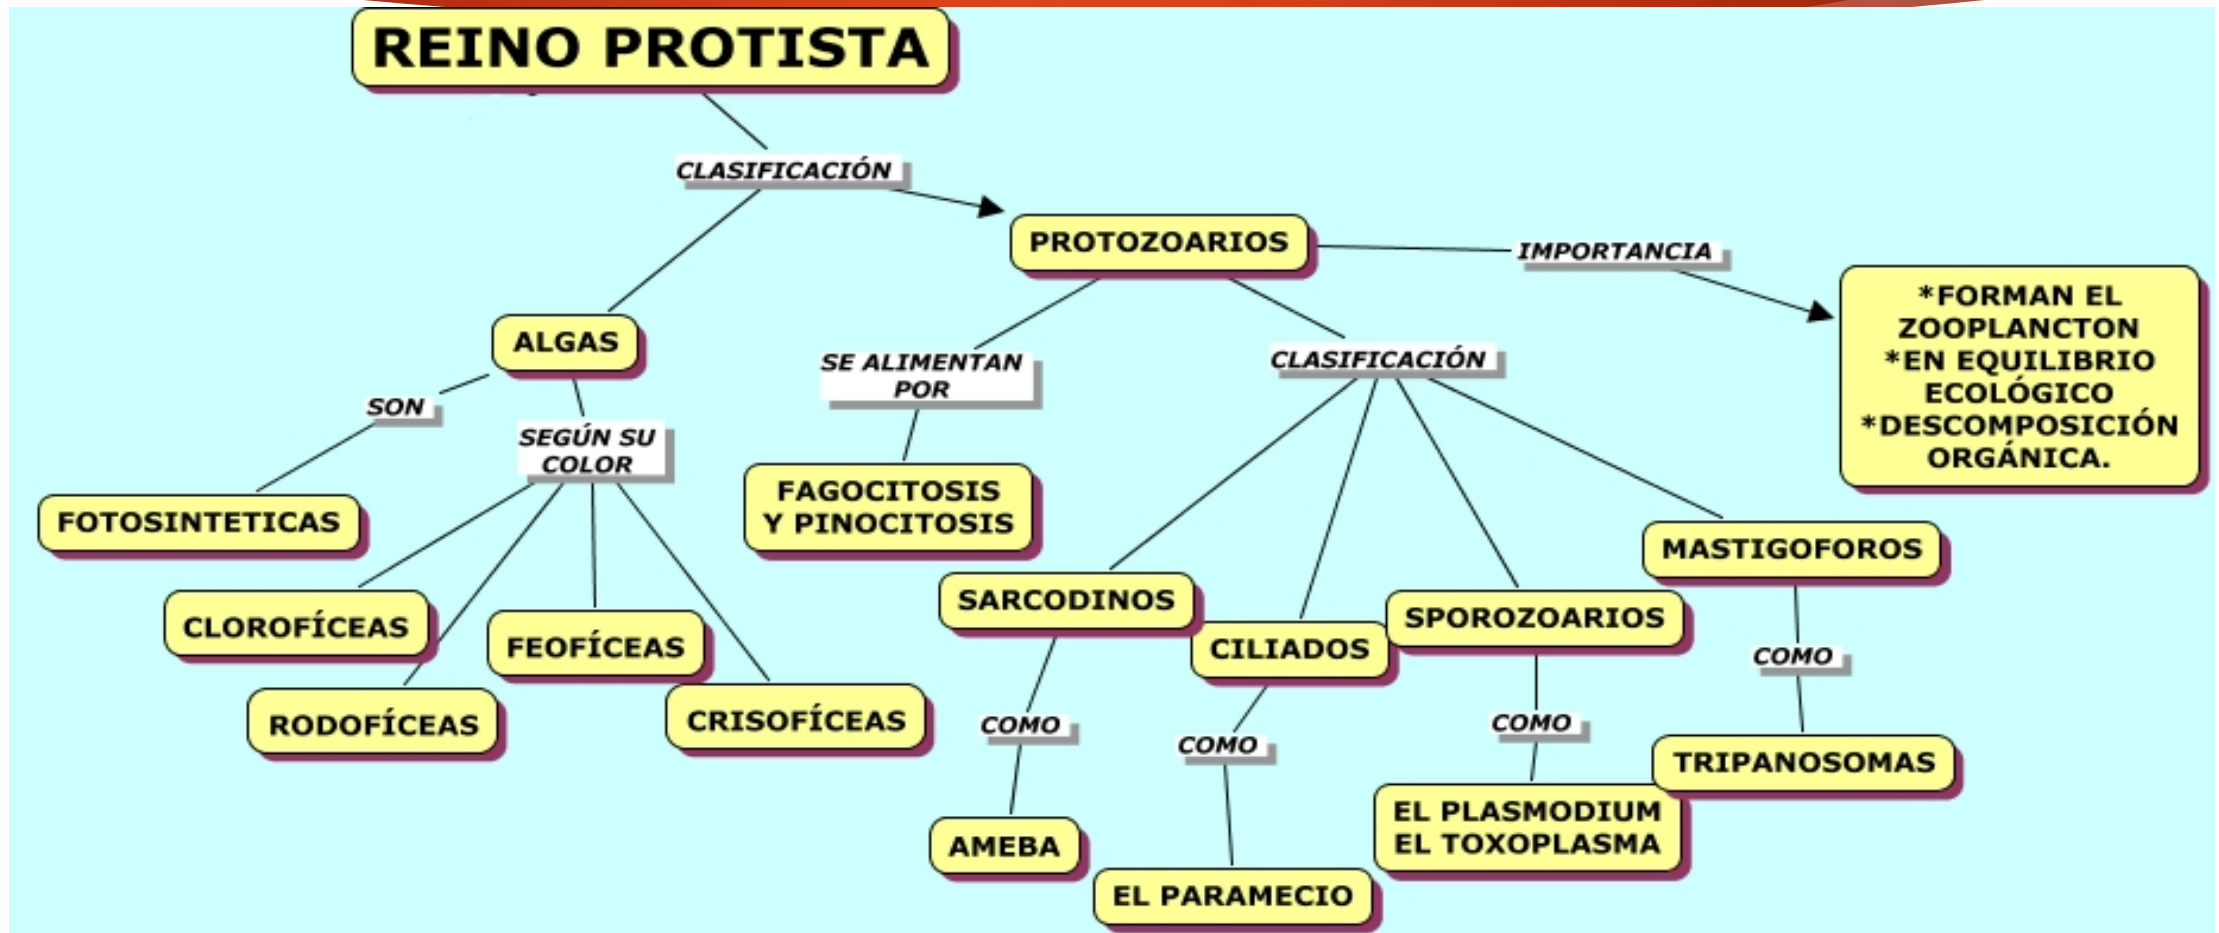 REINO PROTISTA
CLASIFICACIÓN
PROTOZOARIOS
IMPORTANCIA
*FORMAN EL
ZOOPLANCTON
*EN EQUILIBRIO
ECOLÓGICO
*DESCOMPOSICIÓN
ORGÁNICA.
ALGAS
SON
SEGÚN SU
COLOR
FOTOSINTETICAS
CLOROFÍCEAS
RODOFÍCEAS
FEOFÍCEAS
CRISOFÍCEAS
SE ALIMENTAN
POR
FAGOCITOSIS
Y PINOCITOSIS
CLASIFICACIÓN
SARCODINOS
COMO
AMEBA
CILIADOS
COMO
EL PARAMECIO
SPOROZOARIOS
COMO
EL PLASMODIUM
EL TOXOPLASMA
MASTIGOFOROS
COMO
TRIPANOSOMAS